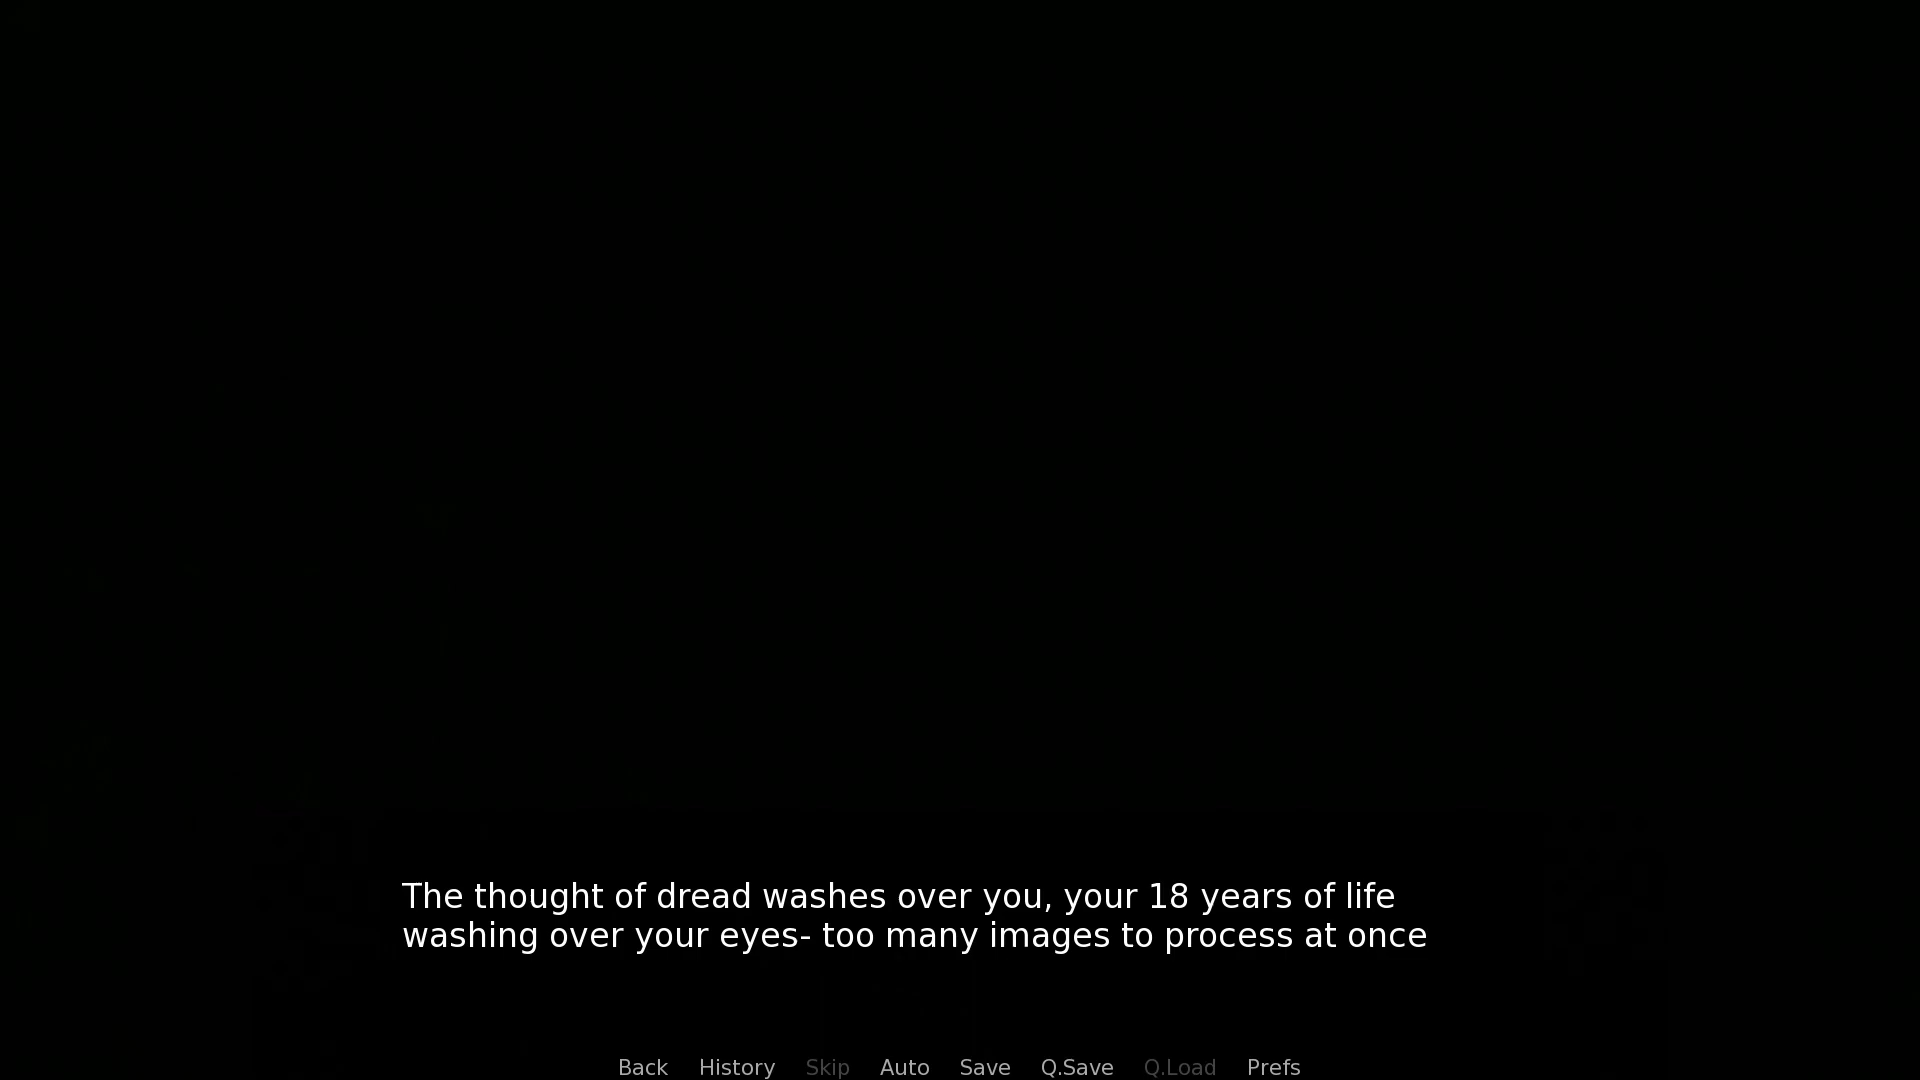 The thought of dread washes over you, your 18 years of life
washing over your eyes- too many images to process at once
Back History Skip Auto Save Q.Save Q.Load Prefs